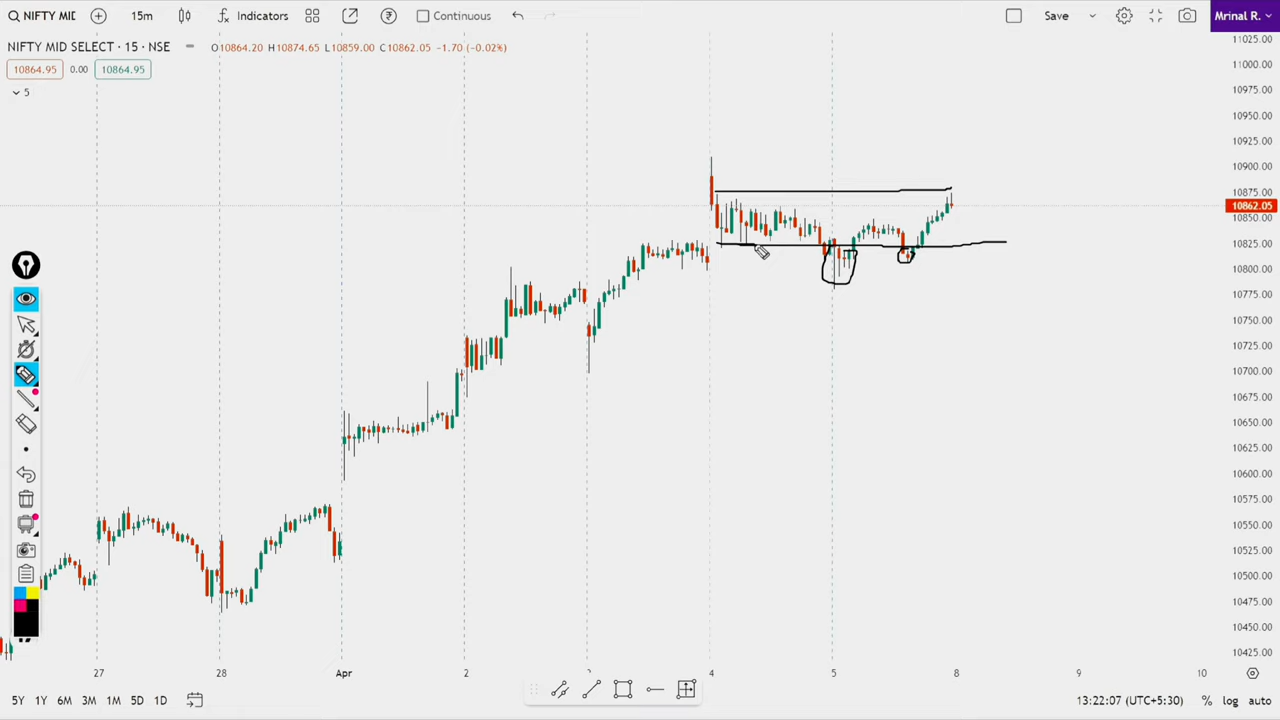 NIFTY MID
15m
Indicators
Continuous
Save
Mrinal R.
NIFTY MID SELECT · 15 · NSE
O10864.20 H10874.65 L10859.00 C10862.05 -1.70 (-0.02%)
10864.95 0.00 10864.95
5
11025.00
11000.00
10975.00
10950.00
10925.00
10900.00
10875.00
10862.05
10850.00
10825.00
10800.00
10775.00
10750.00
10725.00
10700.00
10675.00
10650.00
10625.00
10600.00
10575.00
10550.00
10525.00
10500.00
10475.00
10450.00
10425.00
27 28 Apr 2 3 4 5 8 9 10
5Y 1Y 6M 3M 1M 5D 1D
13:22:07 (UTC+5:30) % log auto